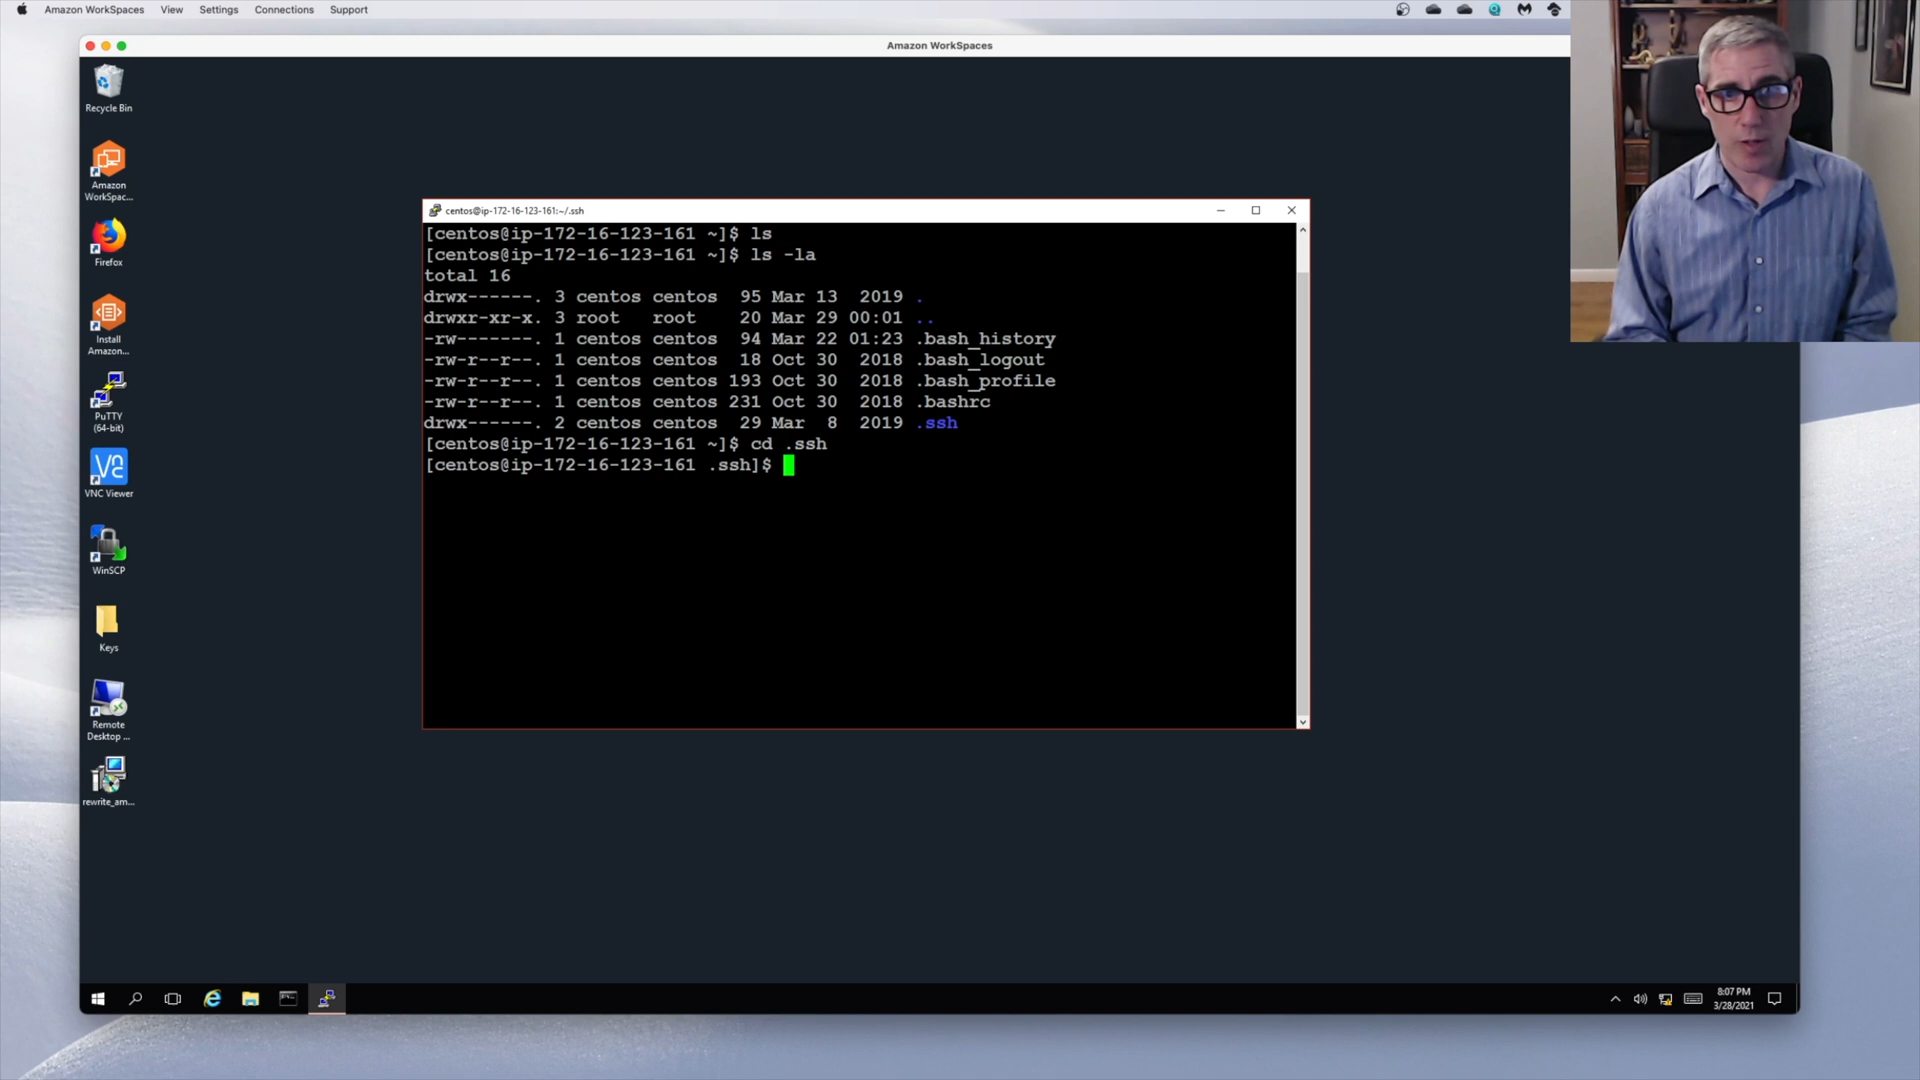 Amazon WorkSpaces View Settings Connections Support
Amazon WorkSpaces
Recycle Bin
Amazon
WorkSpac...
Firefox
Install
Amazon...
PuTTY
(64-bit)
VNC Viewer
WinSCP
Keys
Remote
Desktop ...
rewrite_am...
centos@ip-172-16-123-161:~/.ssh
[centos@ip-172-16-123-161 ~]$ ls
[centos@ip-172-16-123-161 ~]$ ls -la
total 16
drwx------. 3 centos centos 95 Mar 13 2019 .
drwxr-xr-x. 3 root root 20 Mar 29 00:01 ..
-rw-------. 1 centos centos 94 Mar 22 01:23 .bash_history
-rw-r--r--. 1 centos centos 18 Oct 30 2018 .bash_logout
-rw-r--r--. 1 centos centos 193 Oct 30 2018 .bash_profile
-rw-r--r--. 1 centos centos 231 Oct 30 2018 .bashrc
drwx------. 2 centos centos 29 Mar 8 2019 .ssh
[centos@ip-172-16-123-161 ~]$ cd .ssh
[centos@ip-172-16-123-161 .ssh]$
8:07 PM
3/28/2021